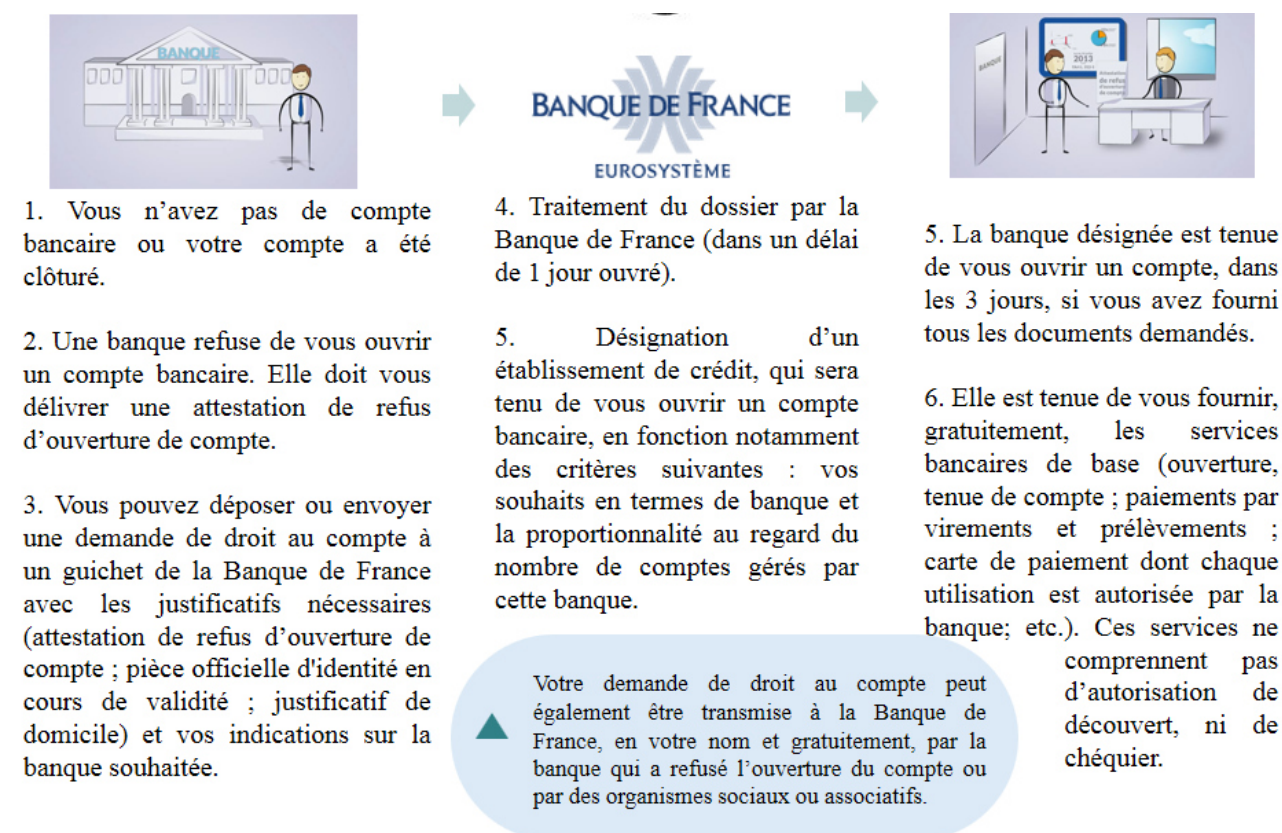 BANQUE
1. Vous n’avez pas de compte
bancaire ou votre compte a été
clôturé.
2. Une banque refuse de vous ouvrir
un compte bancaire. Elle doit vous
délivrer une attestation de refus
d’ouverture de compte.
3. Vous pouvez déposer ou envoyer
une demande de droit au compte à
un guichet de la Banque de France
avec les justificatifs nécessaires
(attestation de refus d’ouverture de
compte ; pièce officielle d'identité en
cours de validité ; justificatif de
domicile) et vos indications sur la
banque souhaitée.
BANQUE DE FRANCE
EUROSYSTÈME
4. Traitement du dossier par la
Banque de France (dans un délai
de 1 jour ouvré).
5. Désignation d’un
établissement de crédit, qui sera
tenu de vous ouvrir un compte
bancaire, en fonction notamment
des critères suivantes : vos
souhaits en termes de banque et
la proportionnalité au regard du
nombre de comptes gérés par
cette banque.
Votre demande de droit au compte peut
également être transmise à la Banque de
France, en votre nom et gratuitement, par la
banque qui a refusé l’ouverture du compte ou
par des organismes sociaux ou associatifs.
BANQUE
2013
Attestation
de refus
d'ouverture
de compte
5. La banque désignée est tenue
de vous ouvrir un compte, dans
les 3 jours, si vous avez fourni
tous les documents demandés.
6. Elle est tenue de vous fournir,
gratuitement, les services
bancaires de base (ouverture,
tenue de compte ; paiements par
virements et prélèvements ;
carte de paiement dont chaque
utilisation est autorisée par la
banque; etc.). Ces services ne
comprennent pas
d’autorisation de
découvert, ni de
chéquier.